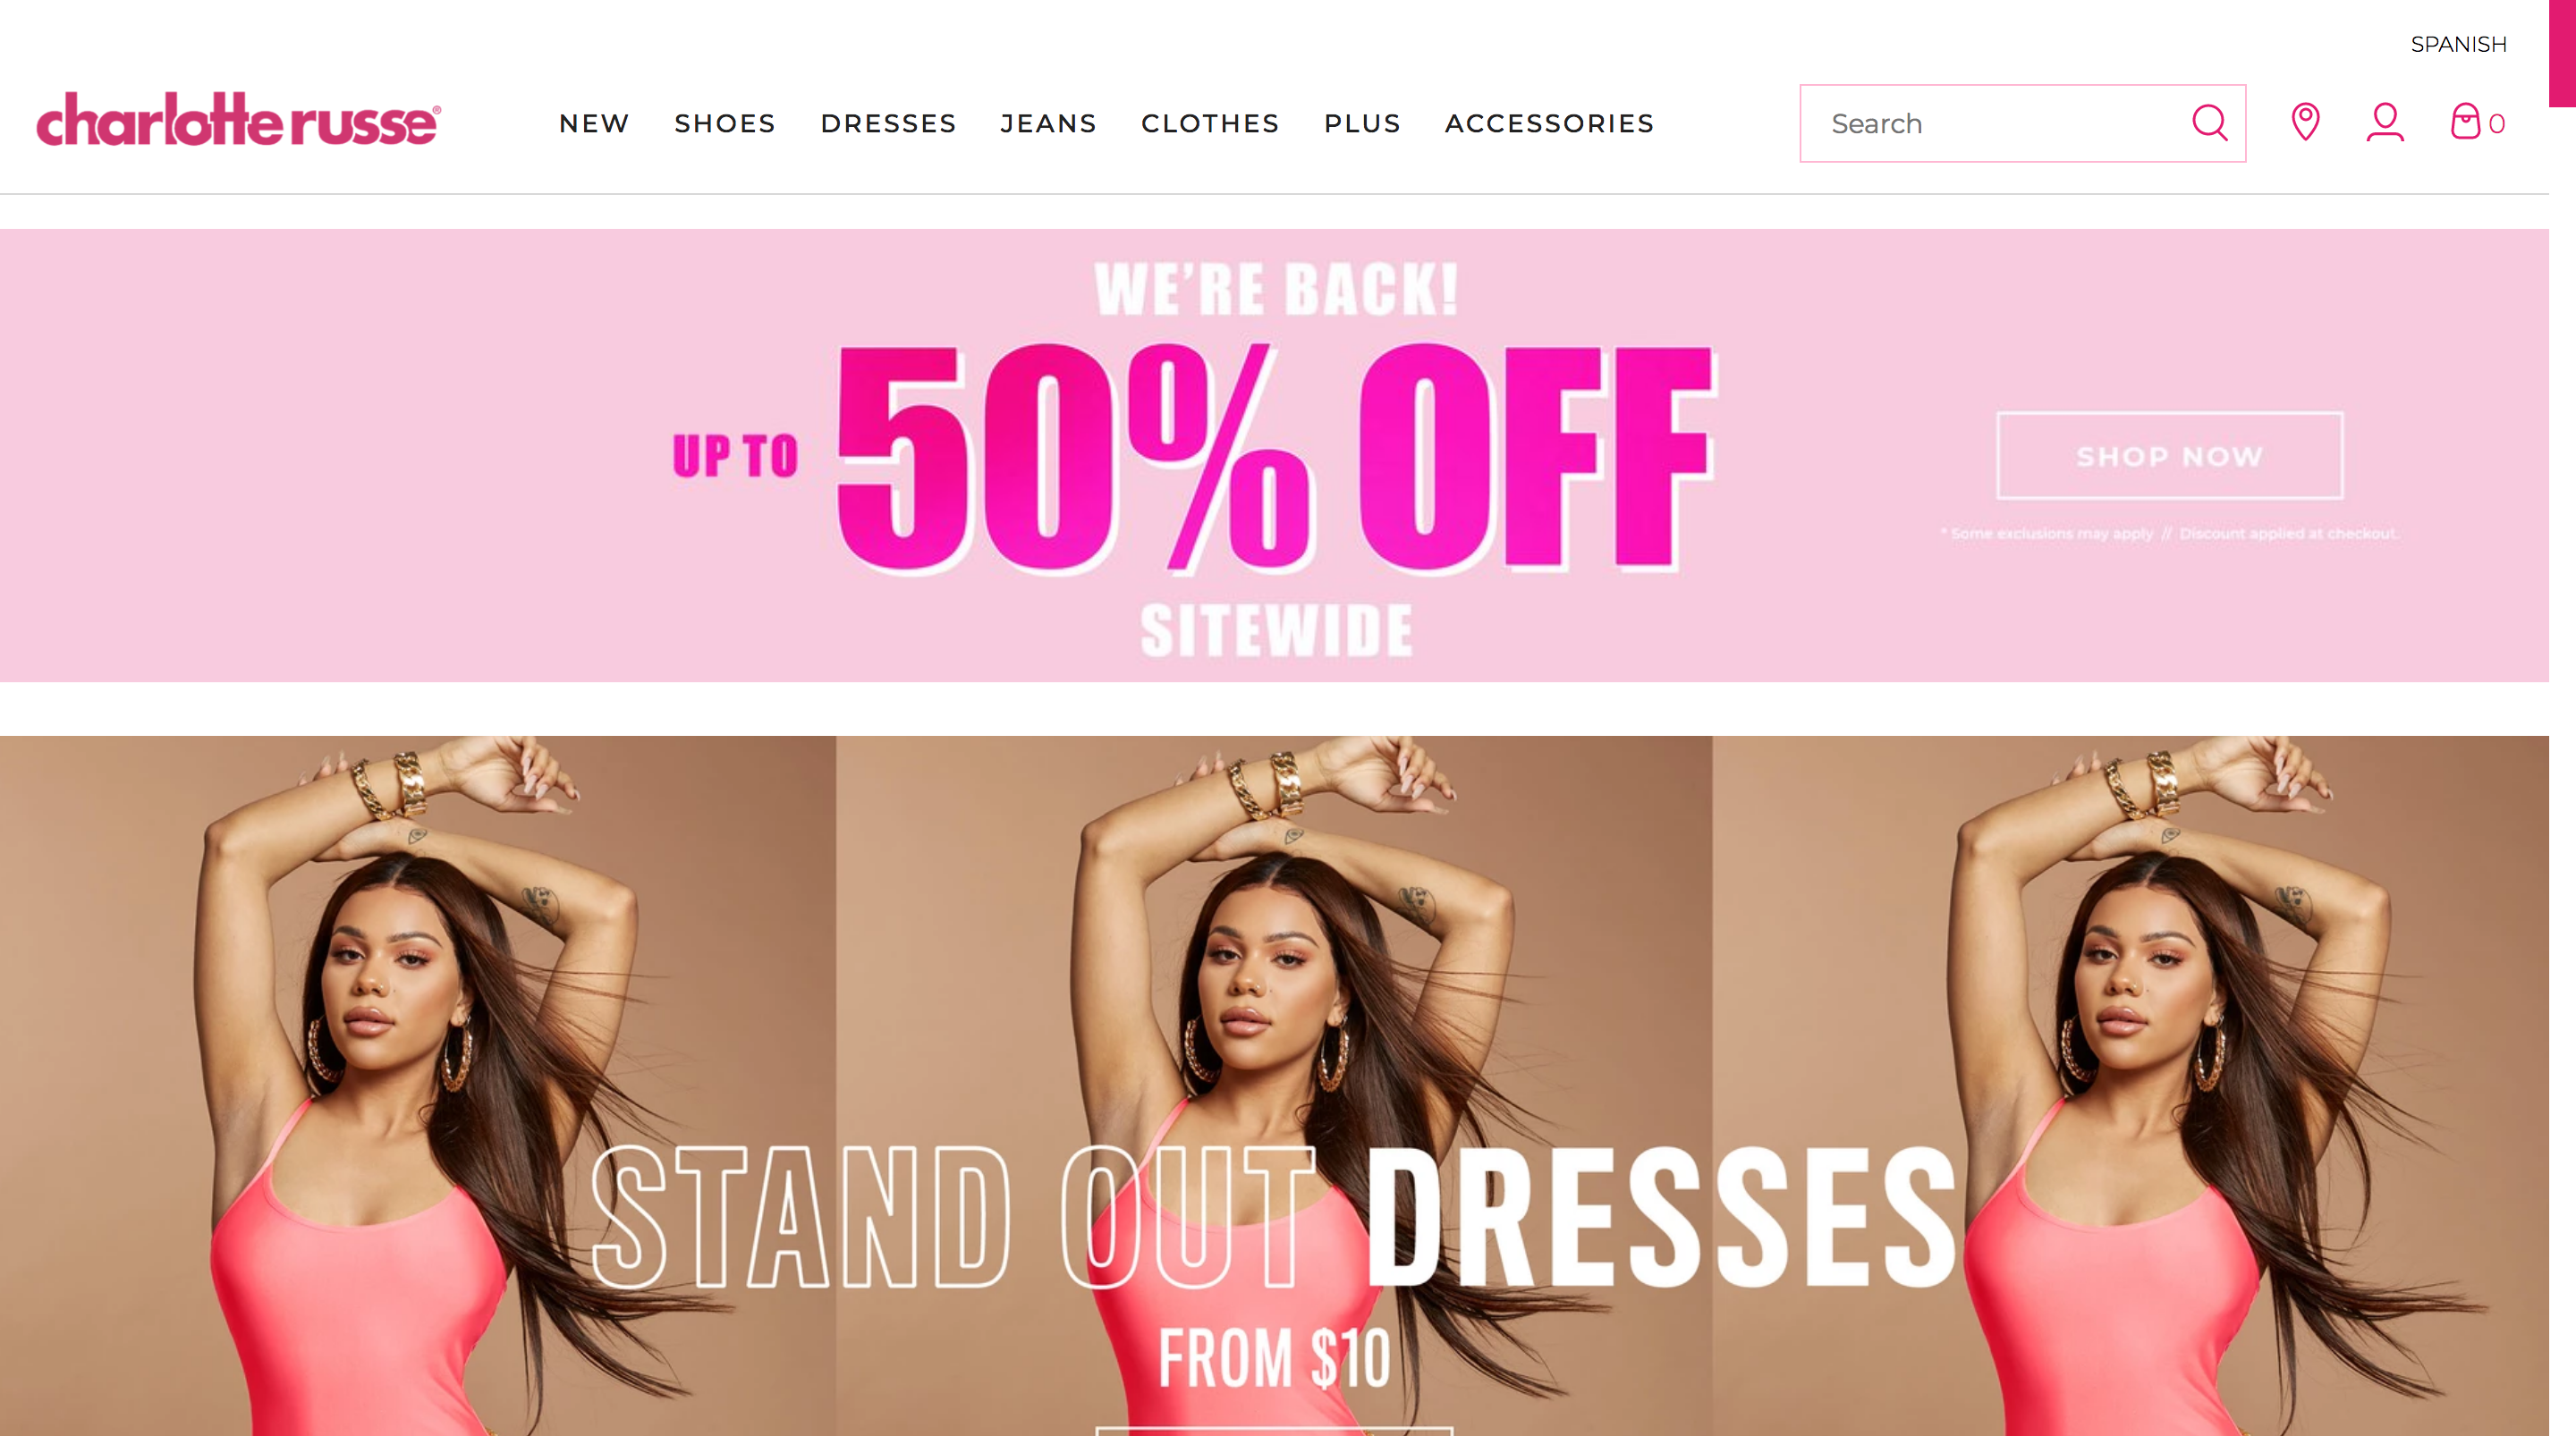 SPANISH
charlotte russe®
NEW SHOES DRESSES JEANS CLOTHES PLUS ACCESSORIES
Search
0
WE'RE BACK!
UP TO 50% OFF
SITEWIDE
SHOP NOW
* Some exclusions may apply // Discount applied at checkout.
STAND OUT DRESSES
FROM $10